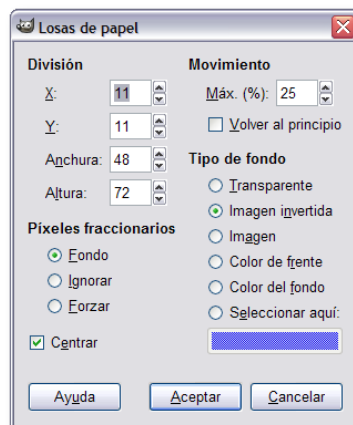 Losas de papel
División
X: 11
Y: 11
Anchura: 48
Altura: 72
Píxeles fraccionarios
Fondo
Ignorar
Forzar
Centrar
Movimiento
Máx. (%): 25
Volver al principio
Tipo de fondo
Transparente
Imagen invertida
Imagen
Color de frente
Color del fondo
Seleccionar aquí:
Ayuda Aceptar Cancelar